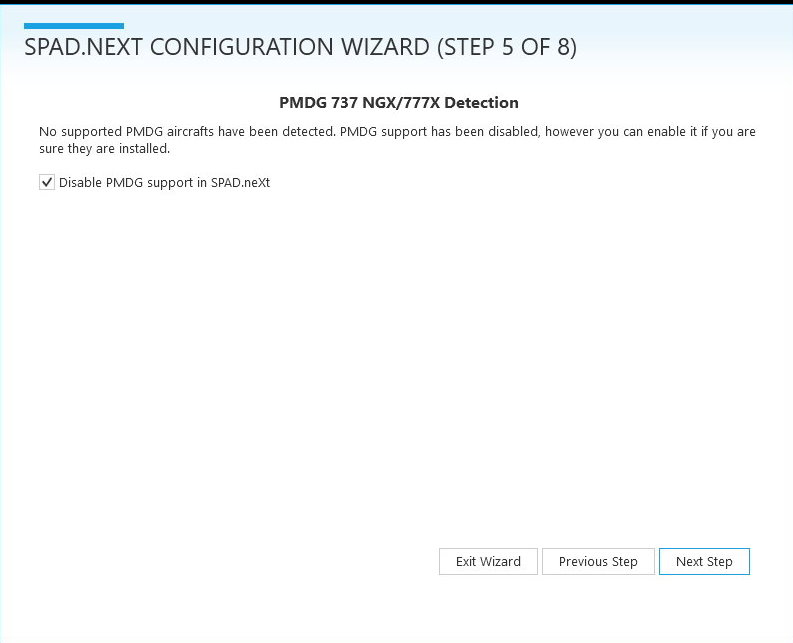 SPAD.NEXT CONFIGURATION WIZARD (STEP 5 OF 8)
PMDG 737 NGX/777X Detection
No supported PMDG aircrafts have been detected. PMDG support has been disabled, however you can enable it if you are
sure they are installed.
Disable PMDG support in SPAD.neXt
Exit Wizard
Previous Step
Next Step